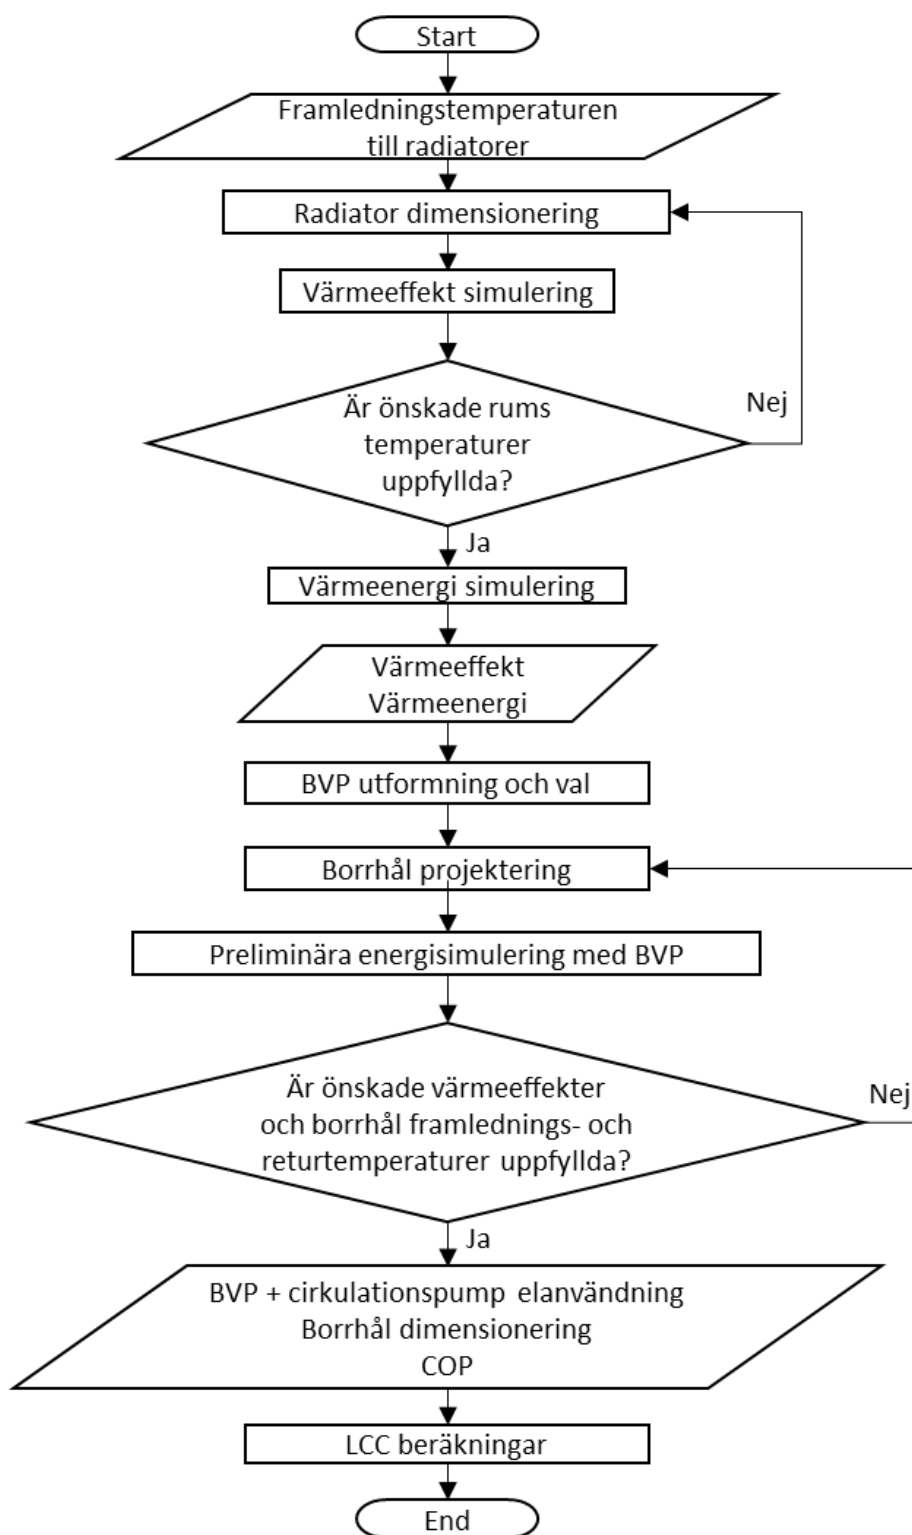 Start
Framledningstemperaturen
till radiatorer
Radiator dimensionering
Värmeeffekt simulering
Är önskade rums
temperaturer
uppfyllda?
Nej
Ja
Värmeenergi simulering
Värmeeffekt
Värmeenergi
BVP utformning och val
Borrhål projektering
Preliminära energisimulering med BVP
Är önskade värmeeffekter
och borrhål framlednings- och
returtemperaturer uppfyllda?
Nej
Ja
BVP + cirkulationspump elanvändning
Borrhål dimensionering
COP
LCC beräkningar
End